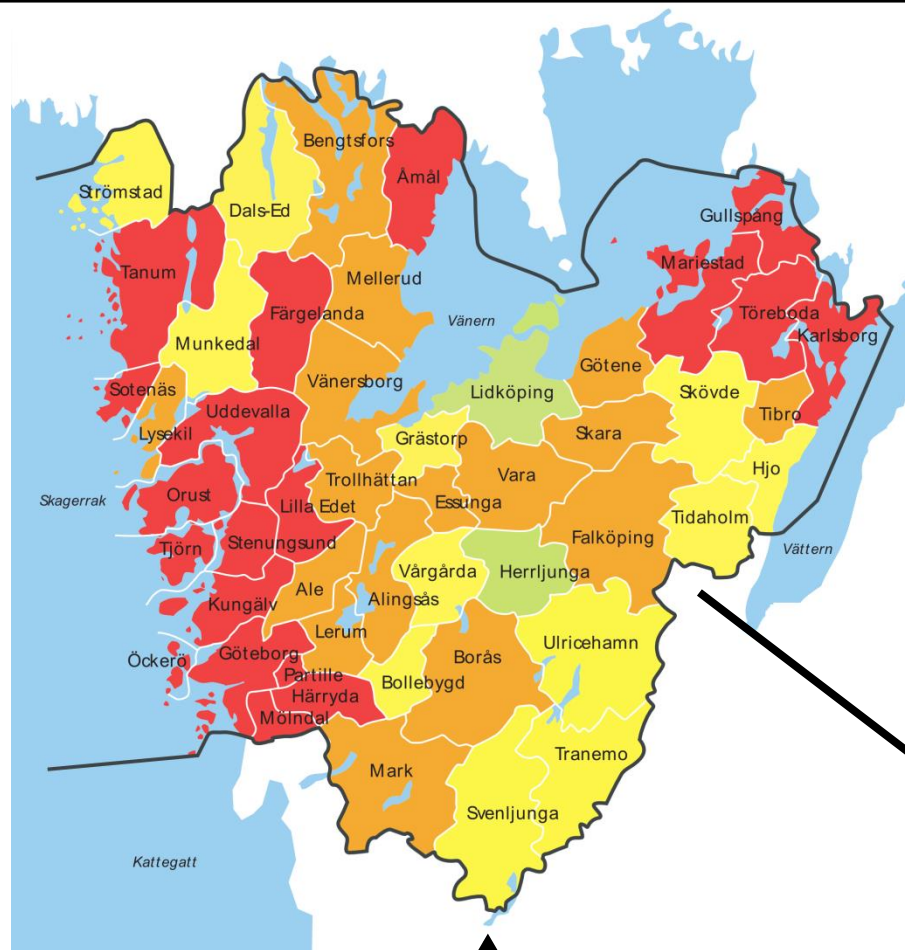 Bengtsfors
Åmål
Strömstad
Dals-Ed
Gullspång
Tanum
Mariestad
Mellerud
Färgelanda
Töreboda
Vänern
Karlsborg
Munkedal
Götene
Vänersborg
Sotenäs
Lidköping
Skövde
Uddevalla
Tibro
Lysekil
Grästorp
Skara
Hjo
Trollhättan
Vara
Orust
Lilla Edet
Essunga
Skagerrak
Tidaholm
Falköping
Tjörn
Stenungsund
Vättern
Vårgårda
Herrljunga
Ale
Alingsås
Kungälv
Lerum
Ulricehamn
Göteborg
Borås
Öckerö
Partille
Bollebygd
Härryda
Mölndal
Tranemo
Mark
Svenljunga
Kattegatt